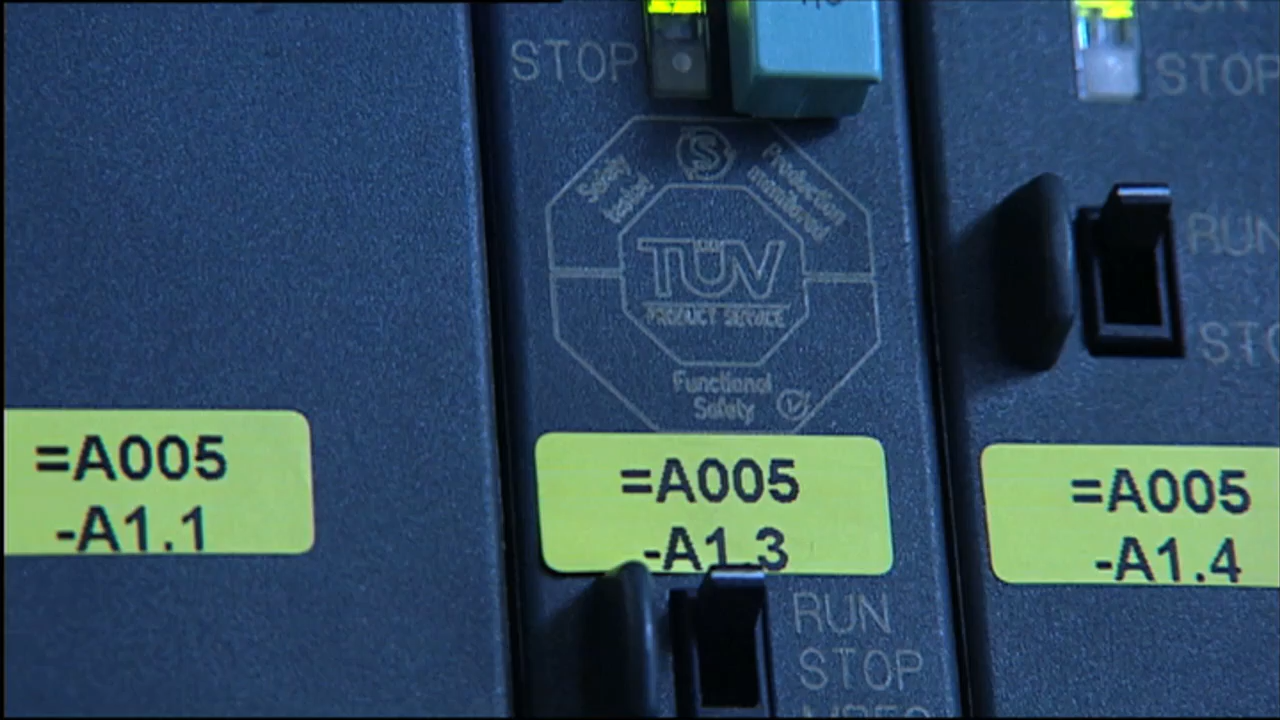 STOP
STOP
Safety
tested
Production
monitored
TÜV
PRODUCT SERVICE
Functional
Safety
RUN
=A005
-A1.1
=A005
-A1.3
=A005
-A1.4
RUN
STOP